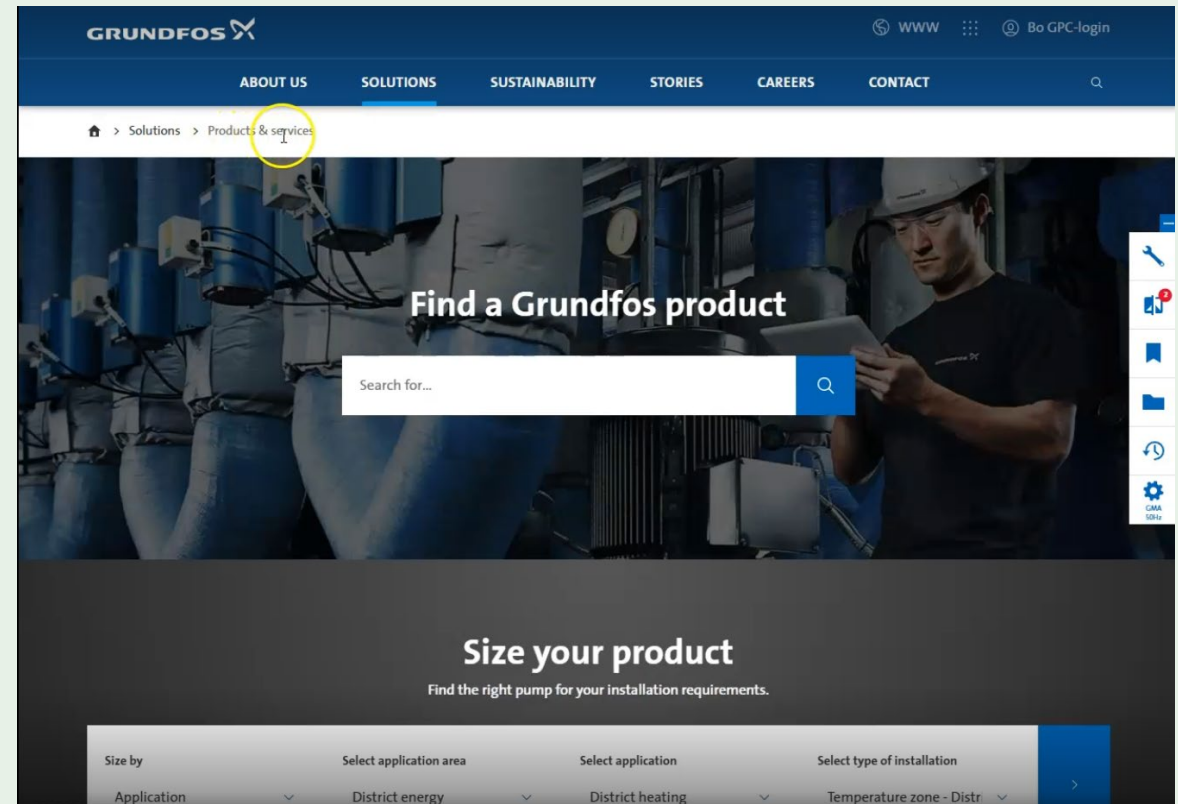 GRUNDFOS
WWW
Bo GPC-login
ABOUT US SOLUTIONS SUSTAINABILITY STORIES CAREERS CONTACT
> Solutions > Products & services
Find a Grundfos product
Search for...
2
GMA
50Hz
Size your product
Find the right pump for your installation requirements.
Size by Select application area Select application Select type of installation
Application District energy District heating Temperature zone - Distri